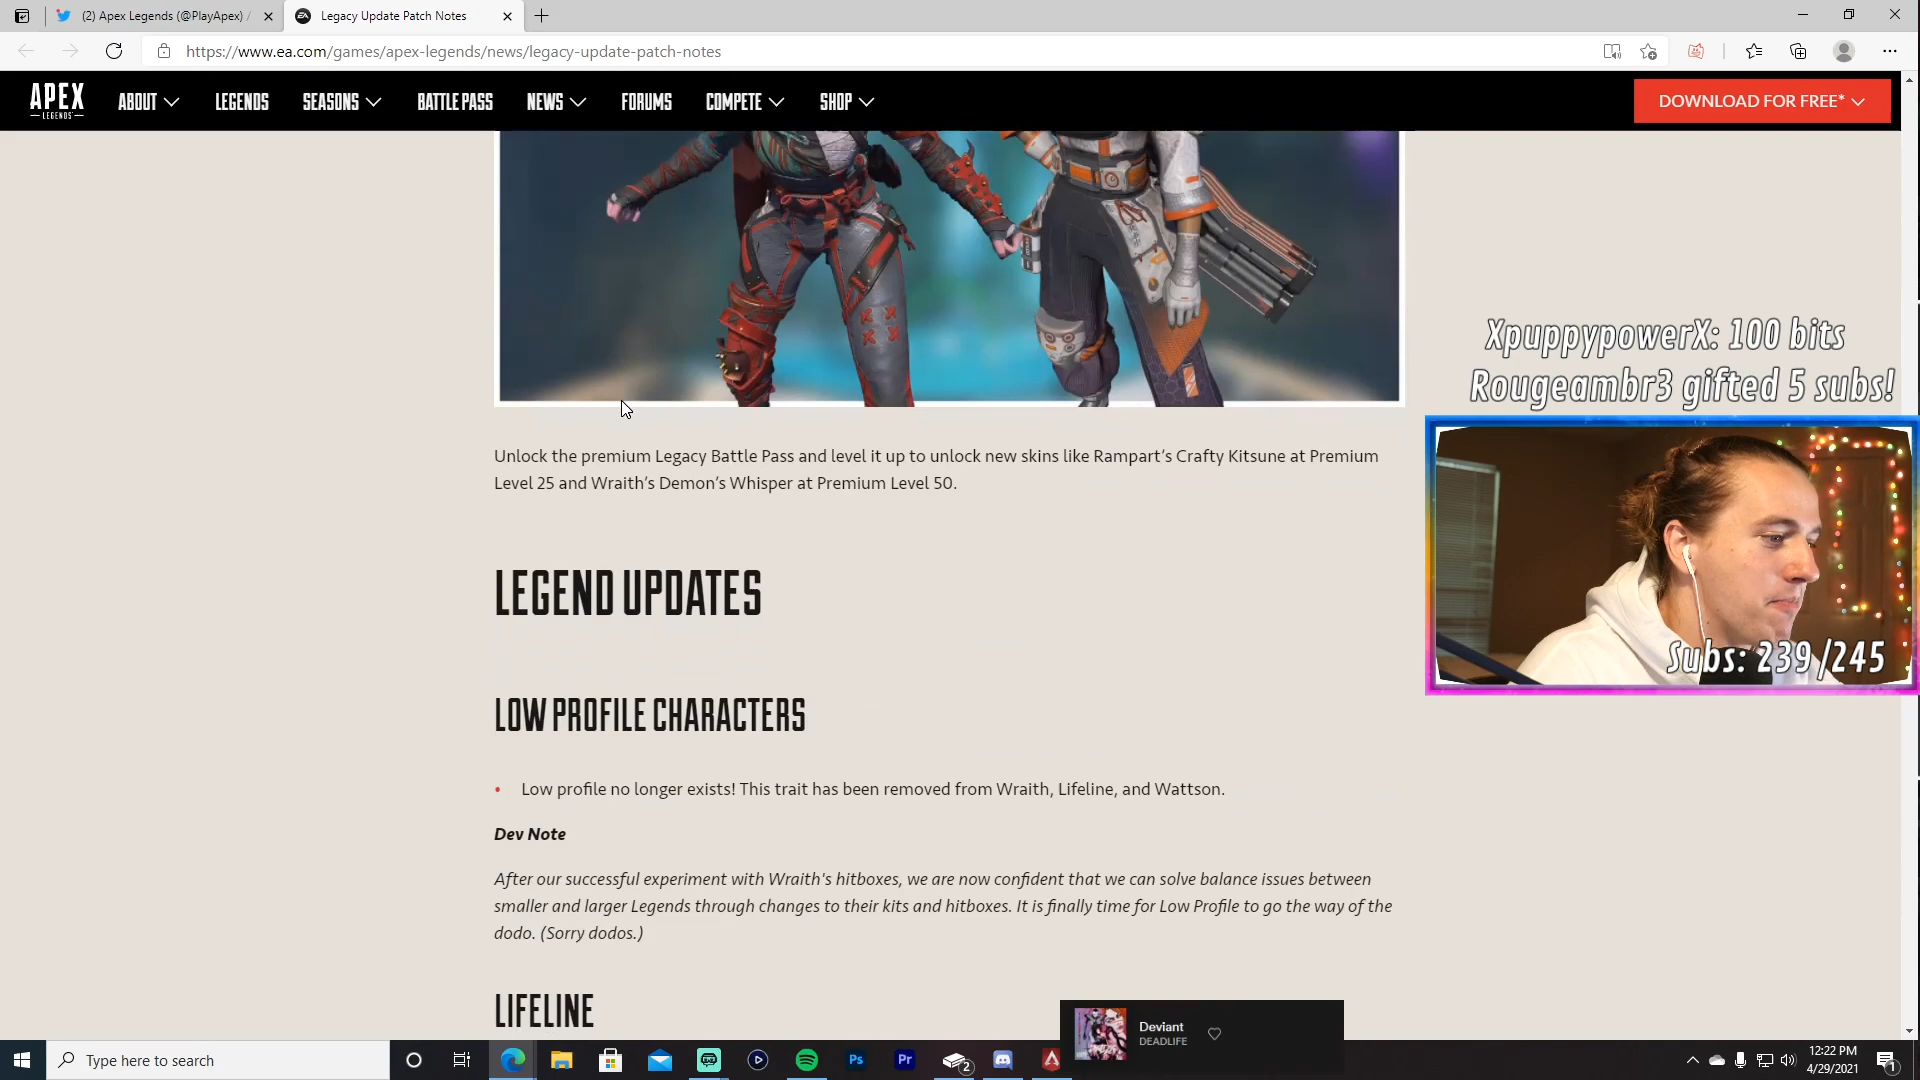 (2) Apex Legends (@PlayApex) /
Legacy Update Patch Notes
https://www.ea.com/games/apex-legends/news/legacy-update-patch-notes
APEX
LEGENDS
ABOUT
LEGENDS
SEASONS
BATTLE PASS
NEWS
FORUMS
COMPETE
SHOP
DOWNLOAD FOR FREE*
XpuppypowerX: 100 bits
Rougeambr3 gifted 5 subs!
Unlock the premium Legacy Battle Pass and level it up to unlock new skins like Rampart's Crafty Kitsune at Premium
Level 25 and Wraith's Demon's Whisper at Premium Level 50.
LEGEND UPDATES
Subs: 239/245
LOW PROFILE CHARACTERS
• Low profile no longer exists! This trait has been removed from Wraith, Lifeline, and Wattson.
Dev Note
After our successful experiment with Wraith's hitboxes, we are now confident that we can solve balance issues between
smaller and larger Legends through changes to their kits and hitboxes. It is finally time for Low Profile to go the way of the
dodo. (Sorry dodos.)
LIFELINE
Deviant
DEADLIFE
Type here to search
Ps
Pr
2
12:22 PM
4/29/2021
1